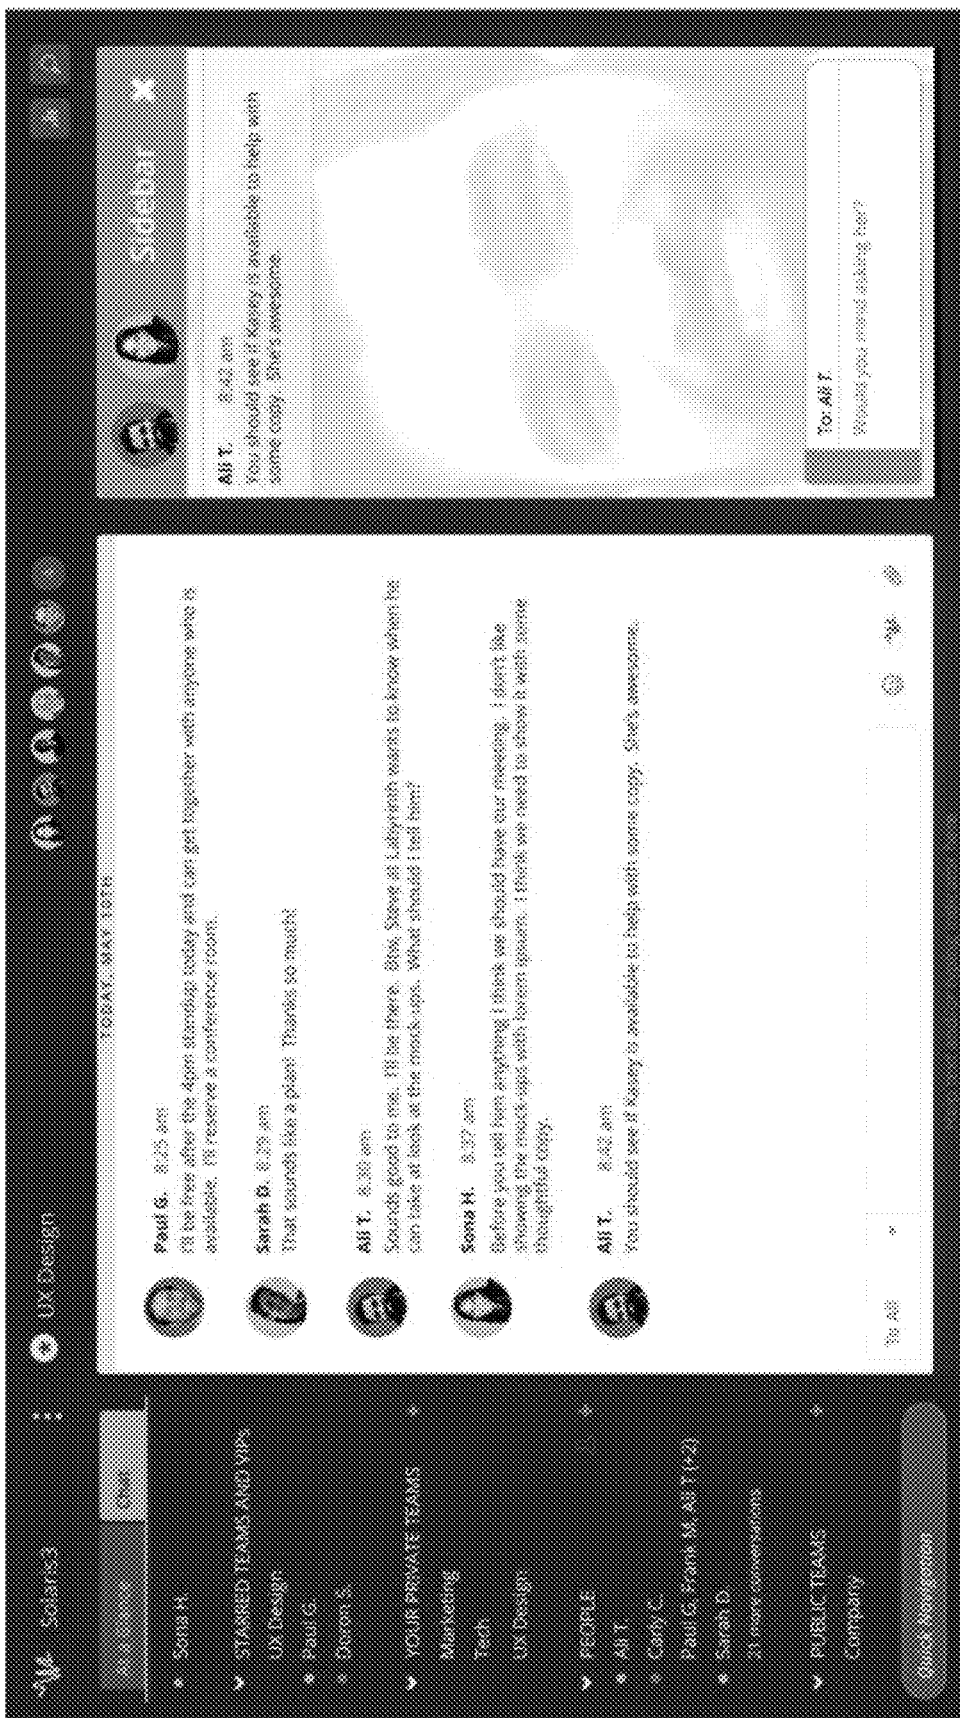 Solaris3
UX Design
Sona H.
STARRED TEAMS AND VIPs
UX Design
Paul G.
Doron S.
YOUR PRIVATE TEAMS
Marketing
Tech
UX Design
PEOPLE
Ali T.
Carly C.
Paul G, Frank M, Ali T (+2)
Sarah D.
23 more conversations
PUBLIC TEAMS
Company
TODAY, MAY 10TH
Paul G. 8:25 am
I'll be free after the 4pm standup today and can get together with anyone who is
available. I'll reserve a conference room.
Sarah D. 8:29 am
That sounds like a plan! Thanks so much!
Ali T. 8:30 am
Sounds good to me. I'll be there. Btw, Steve at Labyrinth wants to know when he
can take at look at the mock-ups. What should I tell him?
Sona H. 8:37 am
Before you tell him anything I think we should have our meeting. I don't like
showing the mock-ups with lorem ipsum. I think we need to show it with some
thoughtful copy.
Ali T. 8:42 am
You should see if Kasey is available to help with some copy. She's awesome.
To All
Sidebar
Ali T. 8:42 am
You should see if Kasey is available to help with
some copy. She's awesome.
To: Ali T.
Would you mind asking her?